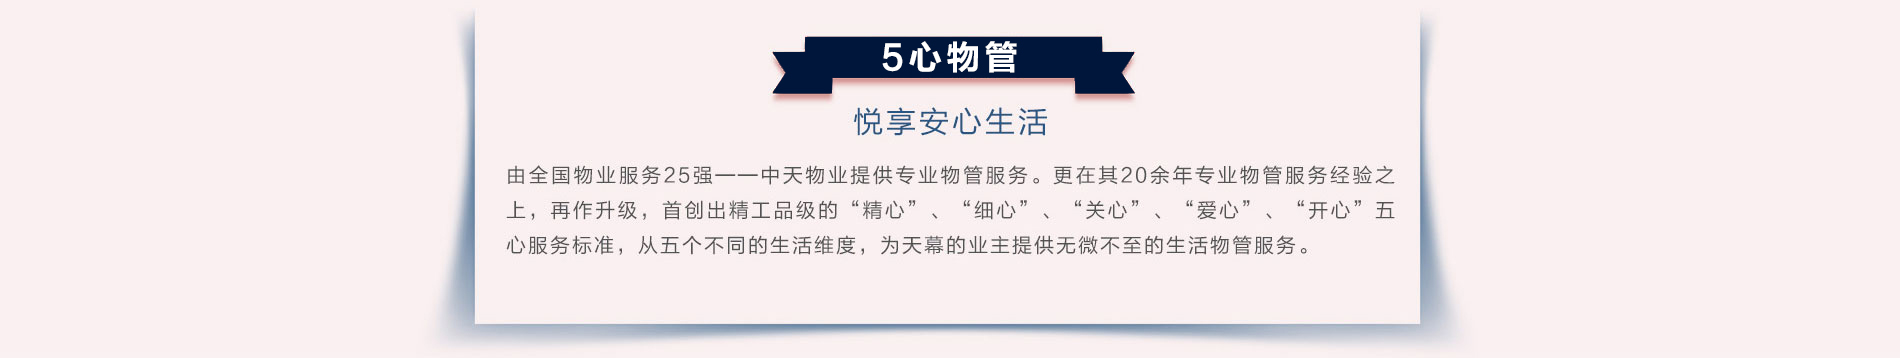 5心物管
悦享安心生活
由全国物业服务25强——中天物业提供专业物管服务。更在其20余年专业物管服务经验之
上，再作升级，首创出精工品级的“精心”、“细心”、“关心”、“爱心”、“开心”五
心服务标准，从五个不同的生活维度，为天幕的业主提供无微不至的生活物管服务。